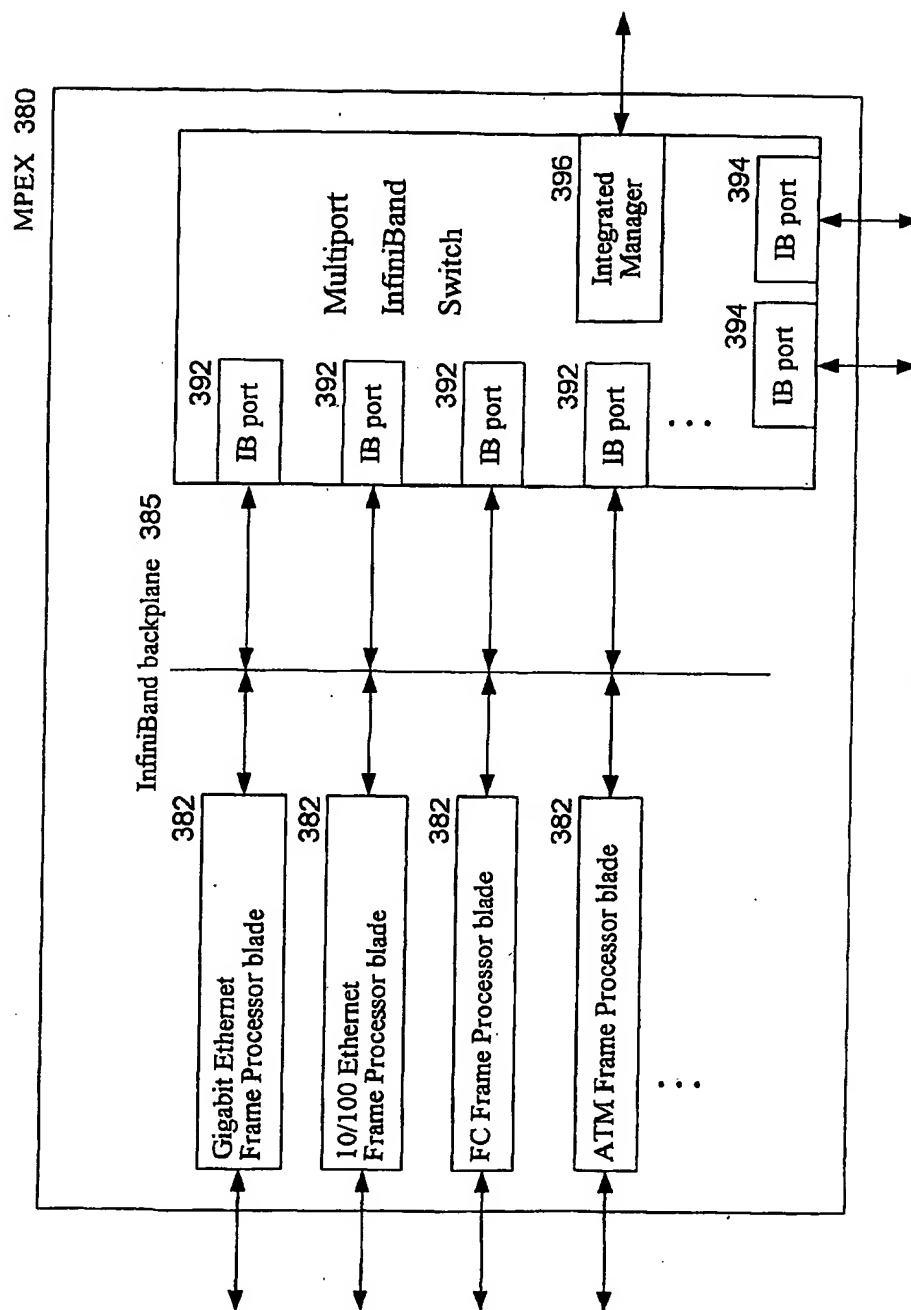 MPEX 380
InfiniBand backplane 385
382
Gigabit Ethernet
Frame Processor blade
382
10/100 Ethernet
Frame Processor blade
382
FC Frame Processor blade
382
ATM Frame Processor blade
...
392
IB port
392
IB port
392
IB port
392
IB port
...
Multiport
InfiniBand
Switch
396
Integrated
Manager
394
IB port
394
IB port